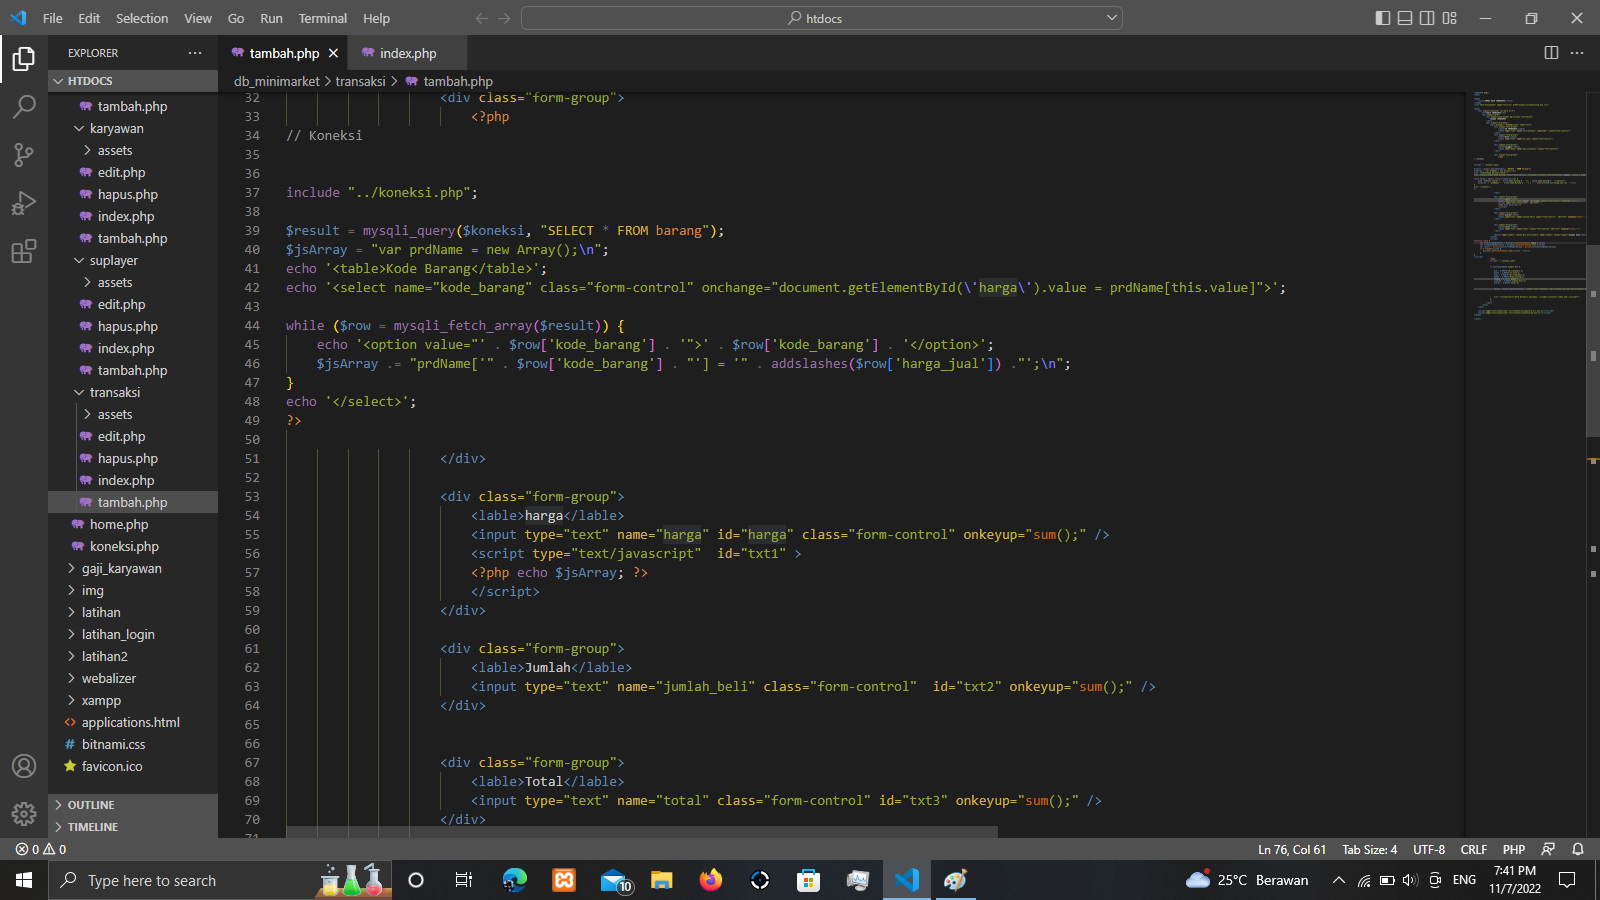 File Edit Selection View Go Run Terminal Help
htdocs
EXPLORER
HTDOCS
tambah.php
karyawan
assets
edit.php
hapus.php
index.php
tambah.php
suplayer
assets
edit.php
hapus.php
index.php
tambah.php
transaksi
assets
edit.php
hapus.php
index.php
tambah.php
home.php
koneksi.php
gaji_karyawan
img
latihan
latihan_login
latihan2
webalizer
xampp
applications.html
bitnami.css
favicon.ico
OUTLINE
TIMELINE
tambah.php index.php
db_minimarket > transaksi > tambah.php
32 <div class="form-group">
33 <?php
34 // Koneksi
35
36
37 include "../koneksi.php";
38
39 $result = mysqli_query($koneksi, "SELECT * FROM barang");
40 $jsArray = "var prdName = new Array();\n";
41 echo '<table>Kode Barang</table>';
42 echo '<select name="kode_barang" class="form-control" onchange="document.getElementById(\'harga\').value = prdName[this.value]">';
43
44 while ($row = mysqli_fetch_array($result)) {
45 echo '<option value="' . $row['kode_barang'] . '">' . $row['kode_barang'] . '</option>';
46 $jsArray .= "prdName['" . $row['kode_barang'] . "'] = '" . addslashes($row['harga_jual']) ."';\n";
47 }
48 echo '</select>';
49 ?>
50
51 </div>
52
53 <div class="form-group">
54 <lable>harga</lable>
55 <input type="text" name="harga" id="harga" class="form-control" onkeyup="sum();" />
56 <script type="text/javascript"  id="txt1" >
57 <?php echo $jsArray; ?>
58 </script>
59 </div>
60
61 <div class="form-group">
62 <lable>Jumlah</lable>
63 <input type="text" name="jumlah_beli" class="form-control"  id="txt2" onkeyup="sum();" />
64 </div>
65
66
67 <div class="form-group">
68 <lable>Total</lable>
69 <input type="text" name="total" class="form-control" id="txt3" onkeyup="sum();" />
70 </div>
71
0 0
Ln 76, Col 61 Tab Size: 4 UTF-8 CRLF PHP
Type here to search
10
25°C Berawan
ENG
7:41 PM
11/7/2022